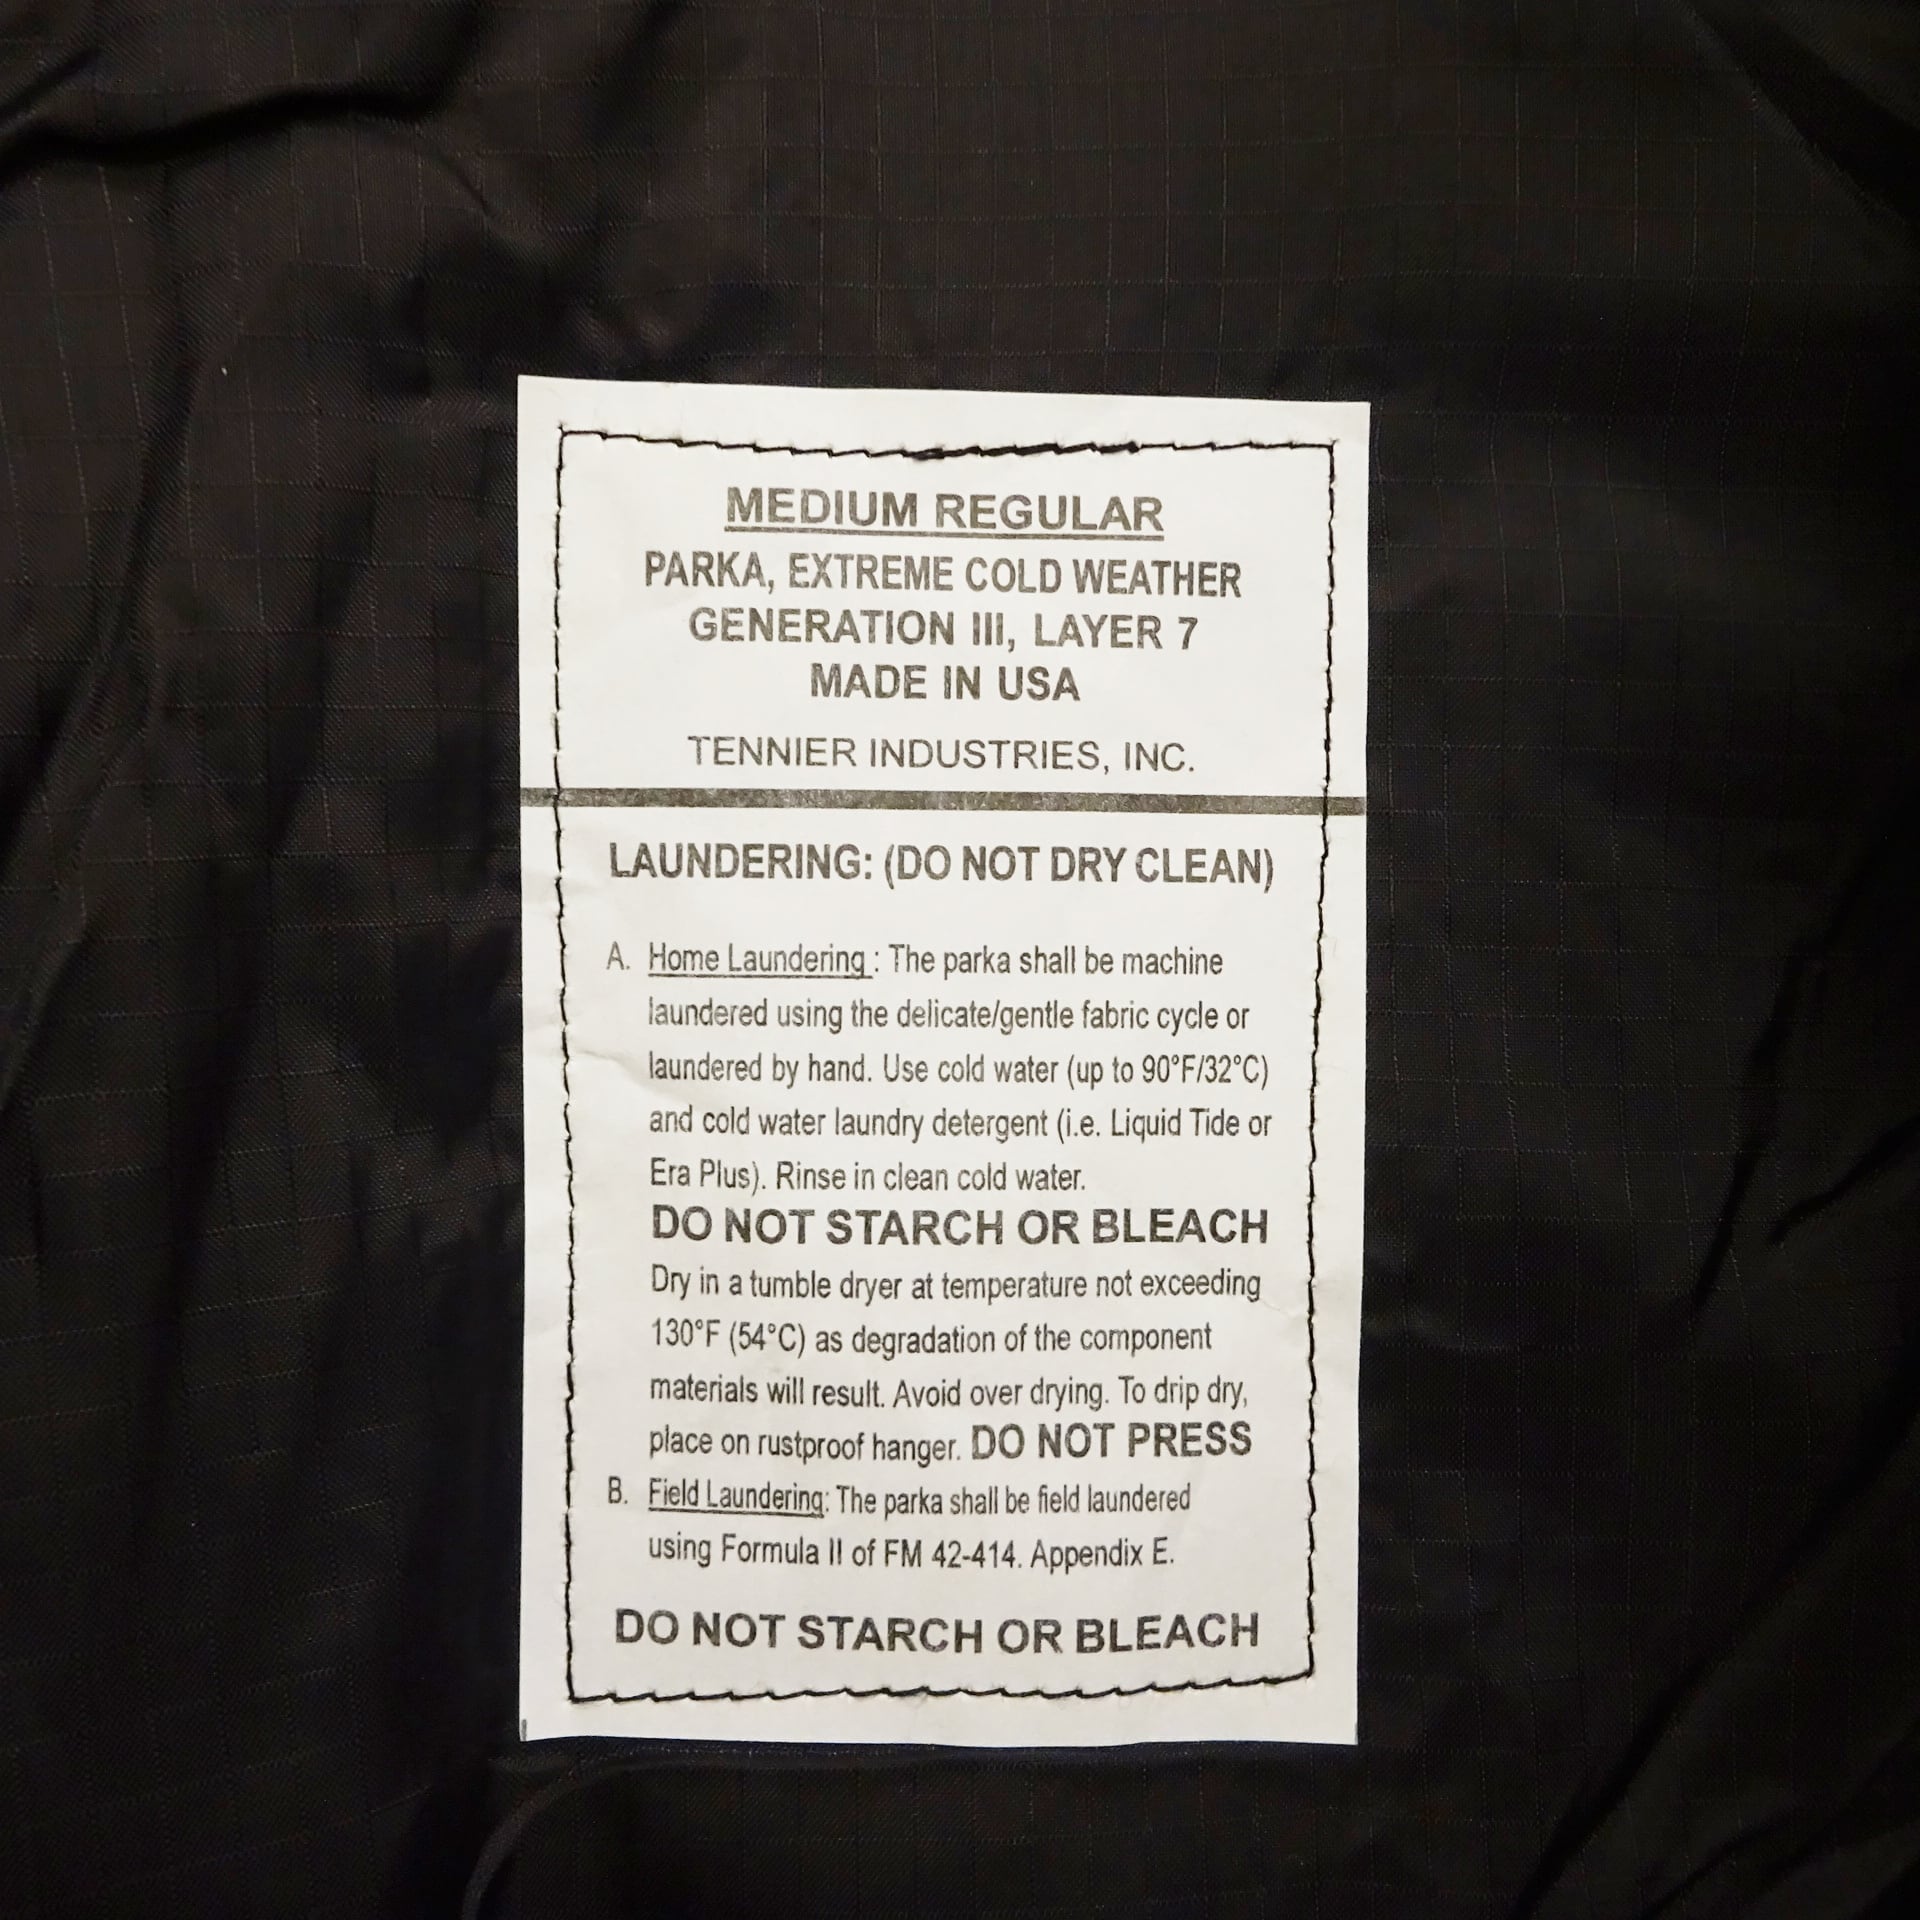 MEDIUM REGULAR
PARKA, EXTREME COLD WEATHER
GENERATION III, LAYER 7
MADE IN USA
TENNIER INDUSTRIES, INC.
LAUNDERING: (DO NOT DRY CLEAN)
A. Home Laundering : The parka shall be machine
laundered using the delicate/gentle fabric cycle or
laundered by hand. Use cold water (up to 90°F/32°C)
and cold water laundry detergent (i.e. Liquid Tide or
Era Plus). Rinse in clean cold water.
DO NOT STARCH OR BLEACH
Dry in a tumble dryer at temperature not exceeding
130°F (54°C) as degradation of the component
materials will result. Avoid over drying. To drip dry,
place on rustproof hanger. DO NOT PRESS
B. Field Laundering: The parka shall be field laundered
using Formula II of FM 42-414. Appendix E.
DO NOT STARCH OR BLEACH